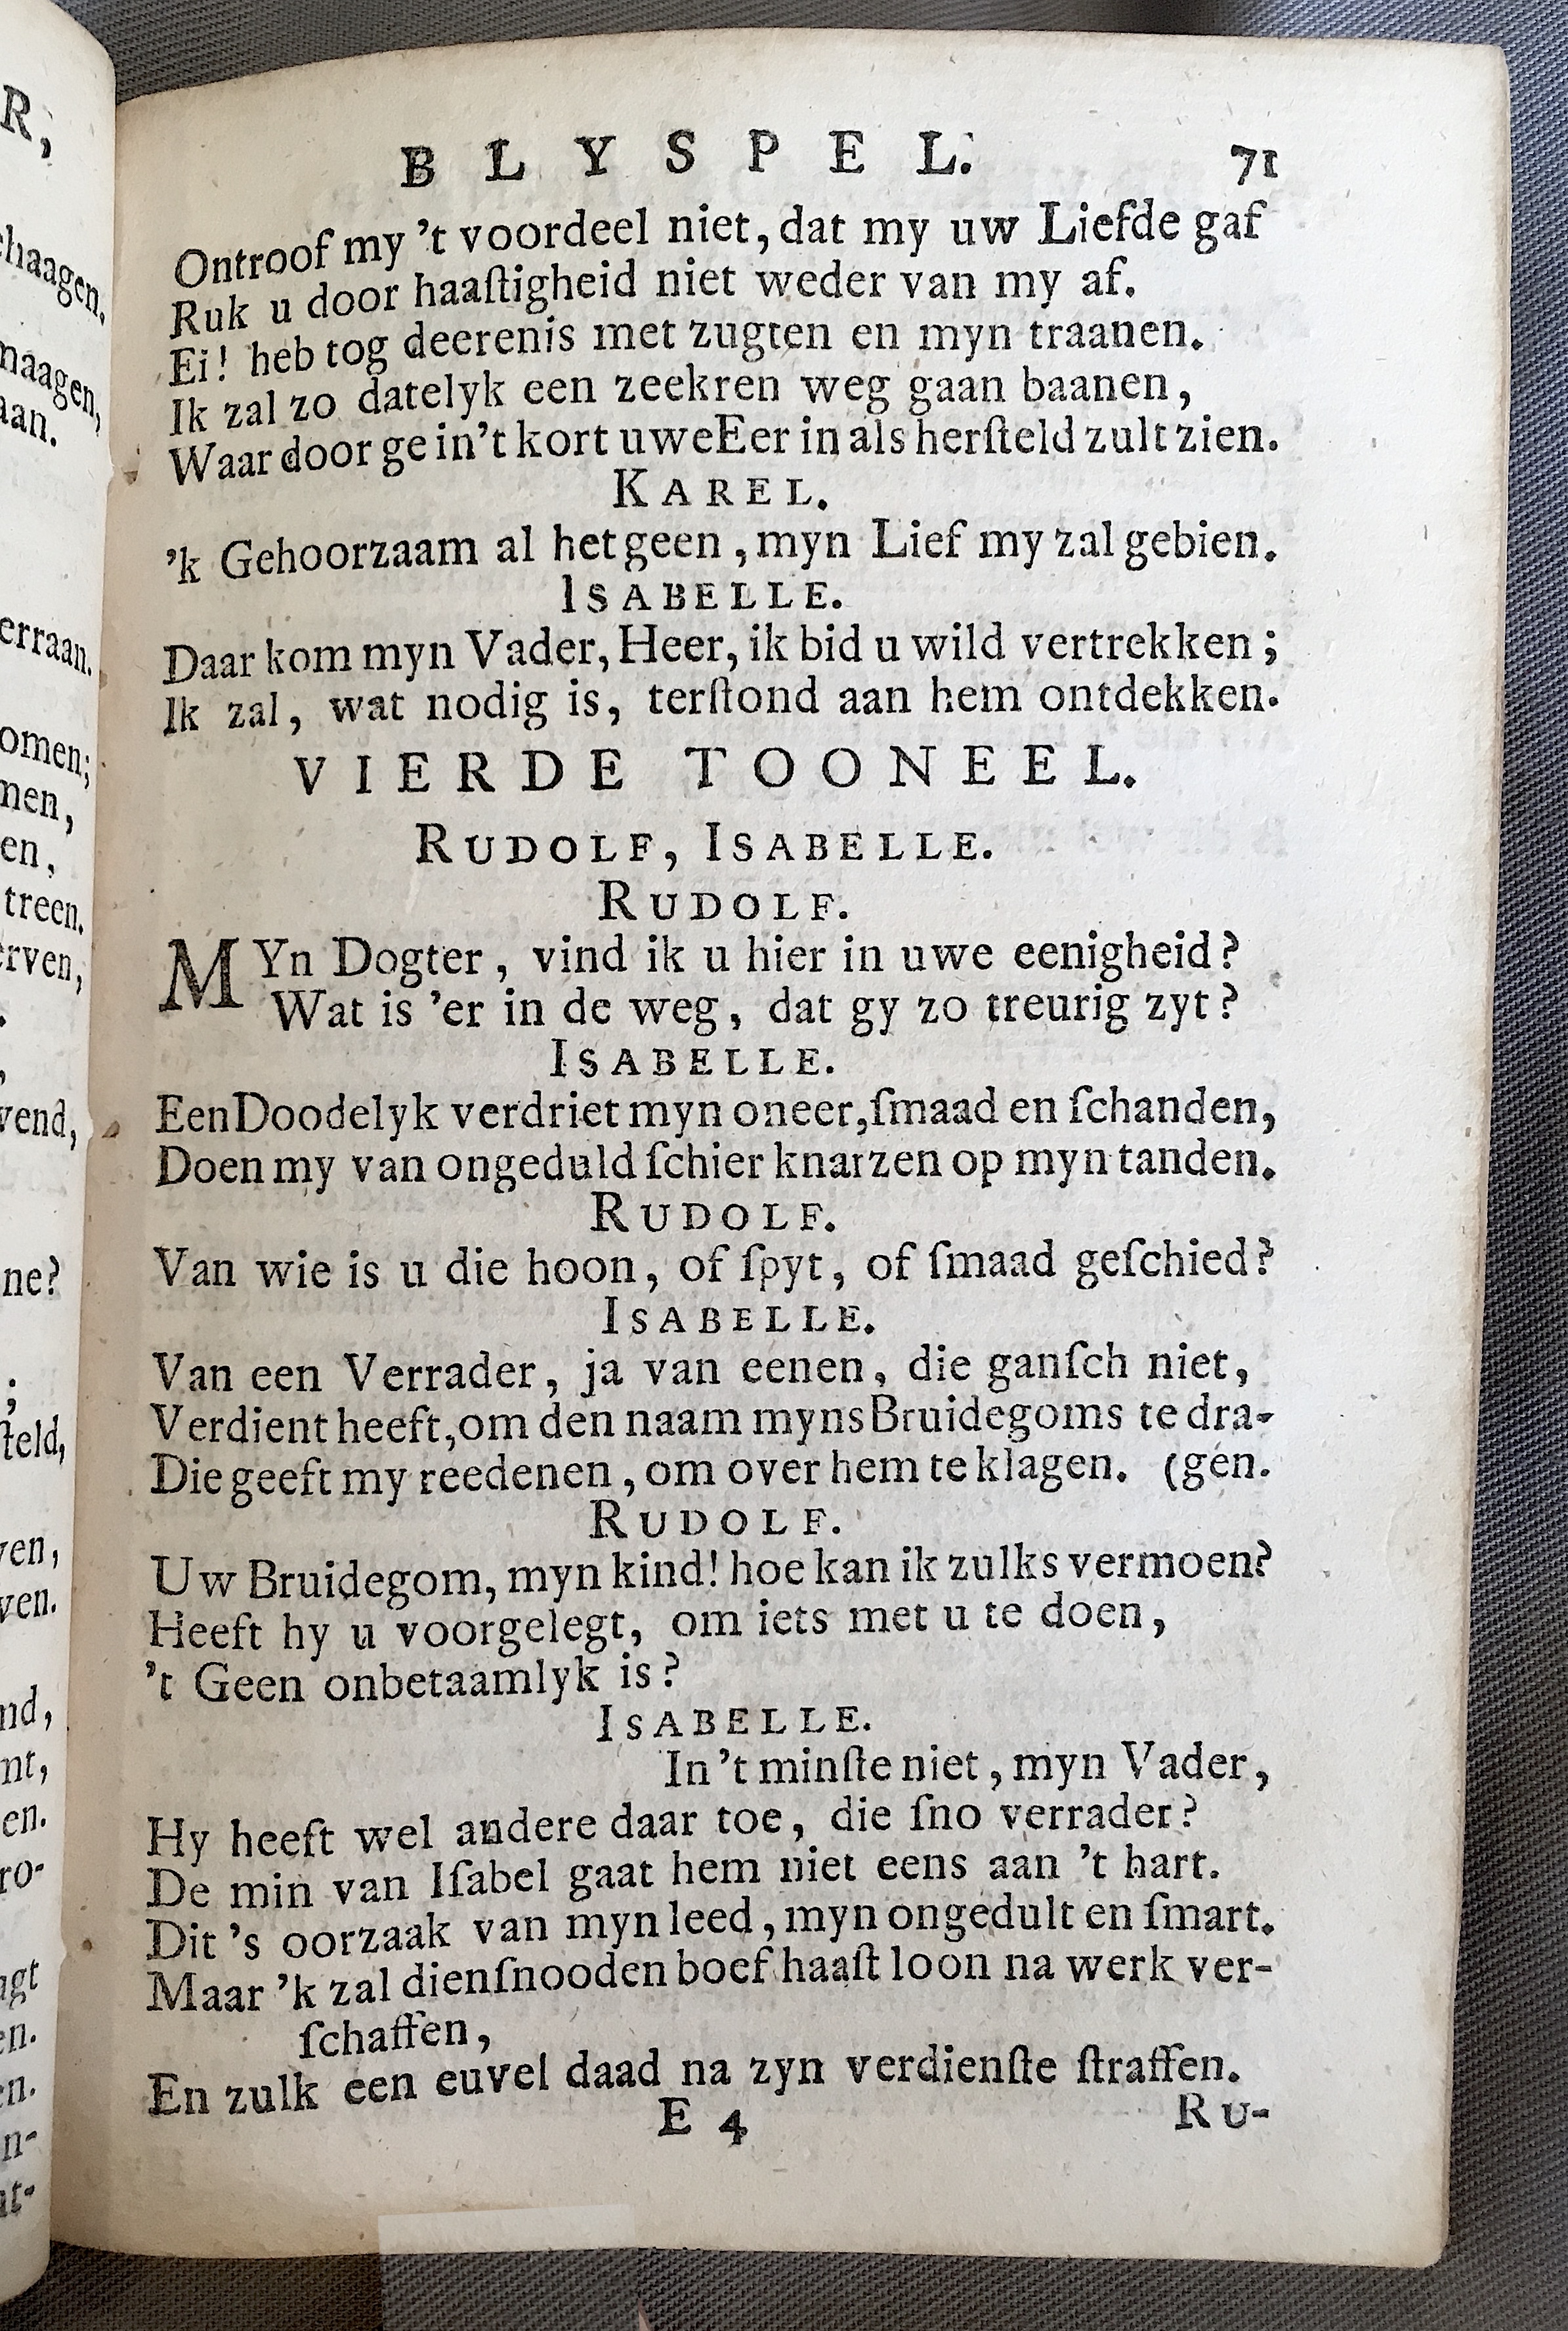 BLYSPEL. 71
Ontroof my 't voordeel niet, dat my uw Liefde gaf
Ruk u door haaſtigheid niet weder van my af.
Ei! heb tog deerenis met zugten en myn traanen.
Ik zal zo datelyk een zeekren weg gaan baanen,
Waar door ge in't kort uwe Eer in als herſteld zult zien.
KAREL.
'k Gehoorzaam al het geen, myn Lief my zal gebien.
ISABELLE.
Daar kom myn Vader, Heer, ik bid u wild vertrekken;
Ik zal, wat nodig is, terſtond aan hem ontdekken.
VIERDE TOONEEL.
RUDOLF, ISABELLE.
RUDOLF.
MYn Dogter, vind ik u hier in uwe eenigheid?
Wat is 'er in de weg, dat gy zo treurig zyt?
ISABELLE.
Een Doodelyk verdriet myn oneer, ſmaad en ſchanden,
Doen my van ongeduld ſchier knarzen op myn tanden.
RUDOLF.
Van wie is u die hoon, of ſpyt, of ſmaad geſchied?
ISABELLE.
Van een Verrader, ja van eenen, die ganſch niet,
Verdient heeft, om den naam myns Bruidegoms te dra-
Die geeft my reedenen, om over hem te klagen. (gen.
RUDOLF.
Uw Bruidegom, myn kind! hoe kan ik zulks vermoen?
Heeft hy u voorgelegt, om iets met u te doen,
't Geen onbetaamlyk is?
ISABELLE.
In 't minſte niet, myn Vader,
Hy heeft wel andere daar toe, die ſno verrader?
De min van Iſabel gaat hem niet eens aan 't hart.
Dit 's oorzaak van myn leed, myn ongedult en ſmart.
Maar 'k zal dien ſnooden boef haaſt loon na werk ver-
ſchaffen,
En zulk een euvel daad na zyn verdienſte ſtraffen.
E 4 RU-